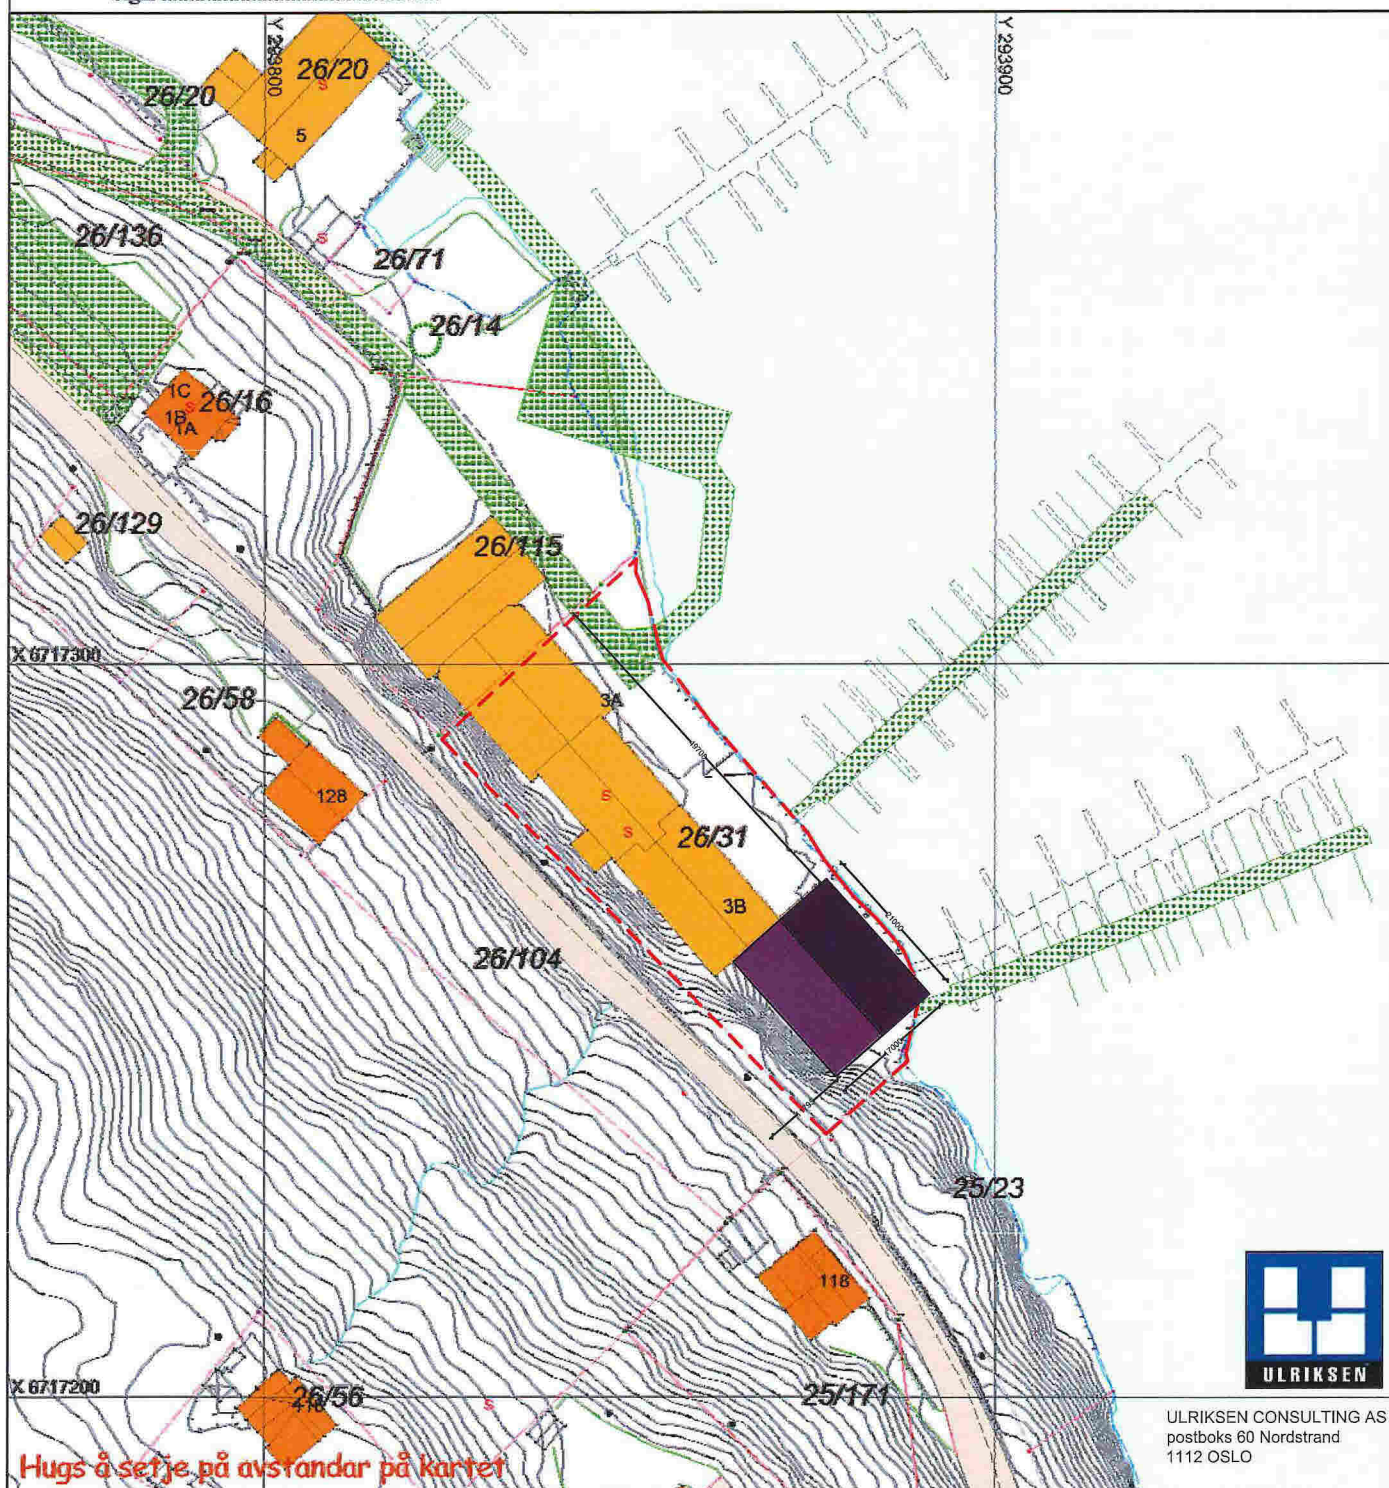 Y 293800
Y 293900
26/20
26/20
5
26/136
S
26/71
26/14
1C
26/16
S
1B
1A
26/129
26/115
X 6717300
26/58
3A
128
S
S
26/31
3B
21000
26/104
17000
25/23
118
X 6717200
26/56
S
25/171
ULRIKSEN
ULRIKSEN CONSULTING AS
postboks 60 Nordstrand
1112 OSLO
Hugs å setje på avstandar på kartet